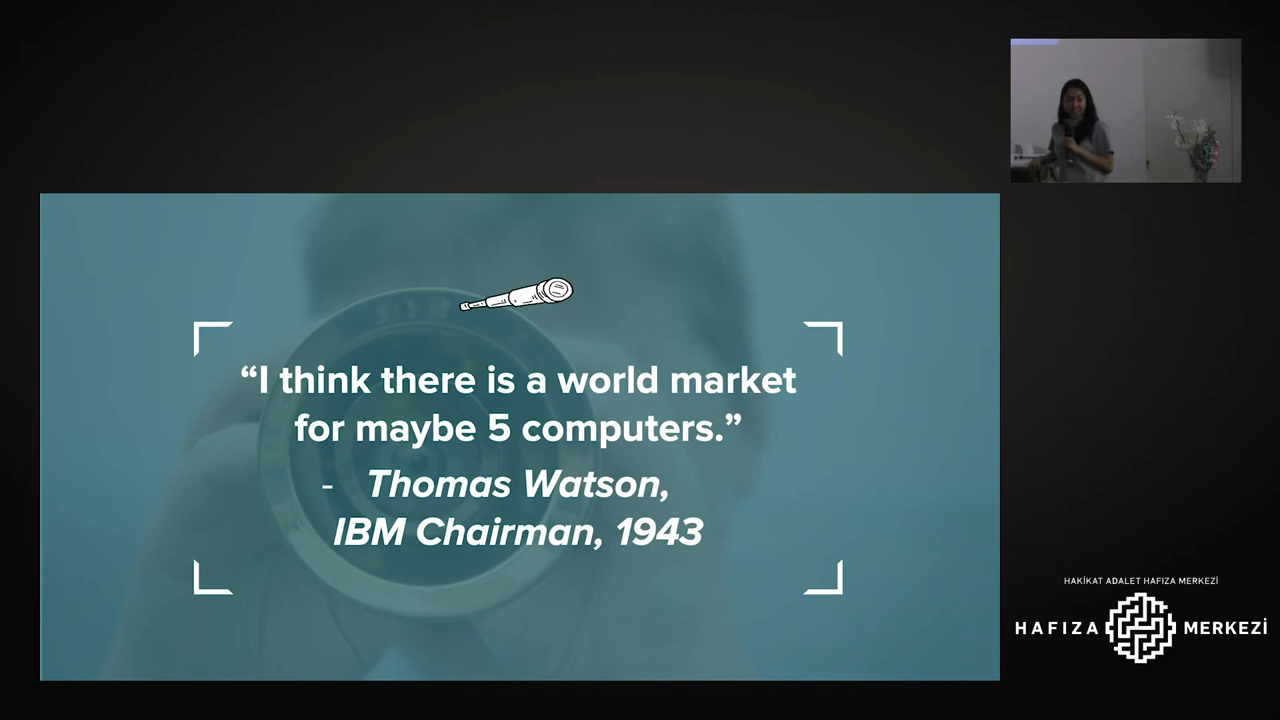 “I think there is a world market
for maybe 5 computers.”
- Thomas Watson,
IBM Chairman, 1943
HAKİKAT ADALET HAFIZA MERKEZİ
HAFIZA MERKEZİ